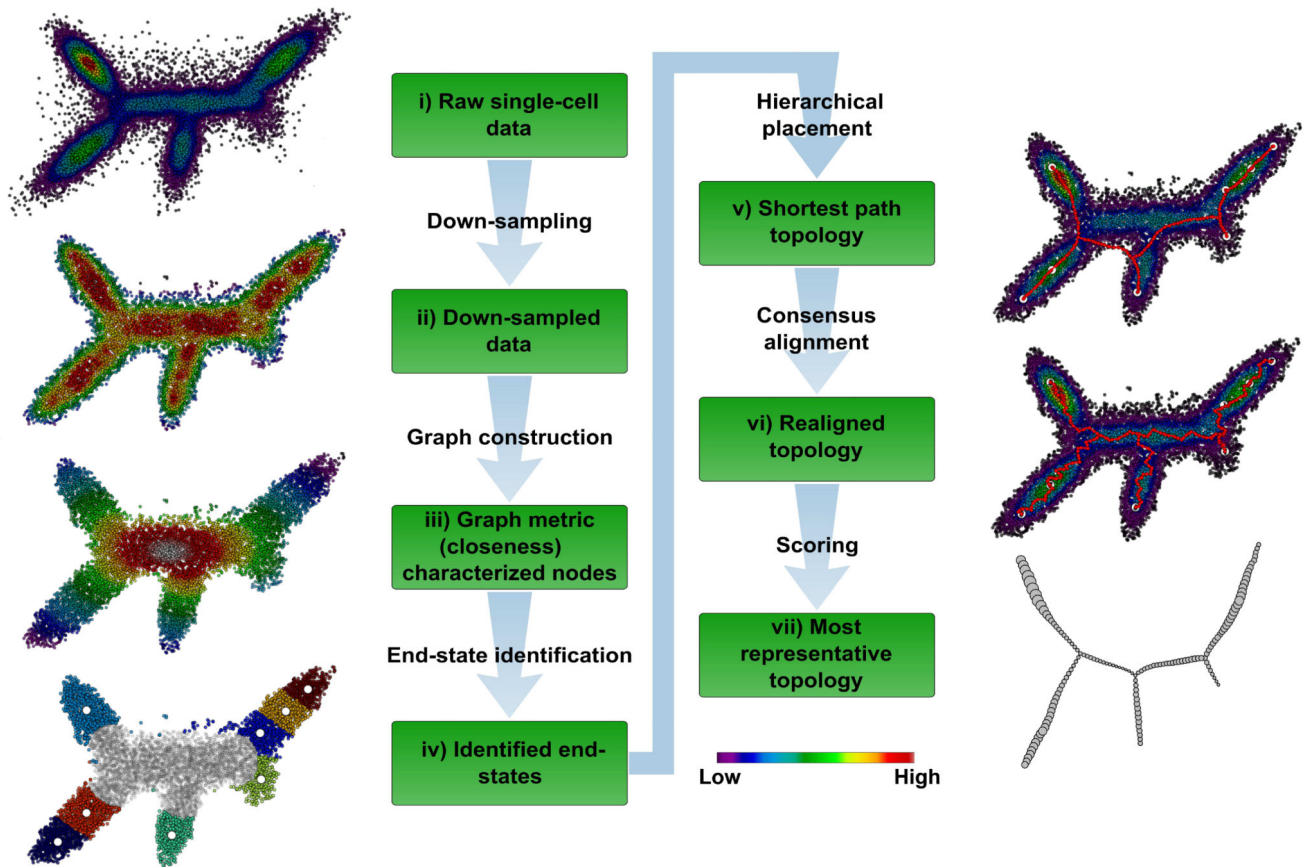 i) Raw single-cell
data
Down-sampling
ii) Down-sampled
data
Graph construction
iii) Graph metric
(closeness)
characterized nodes
End-state identification
iv) Identified end-
states
Hierarchical
placement
v) Shortest path
topology
Consensus
alignment
vi) Realigned
topology
Scoring
vii) Most
representative
topology
Low High